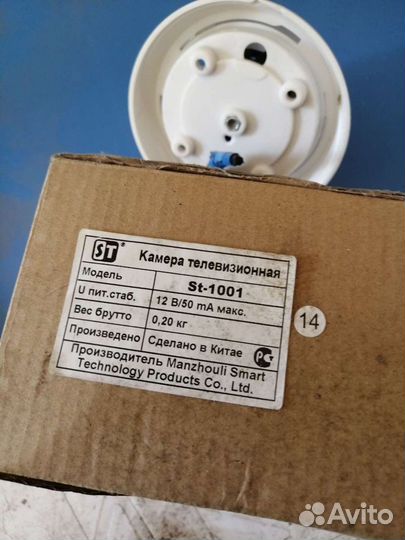 ST® Камера телевизионная
Модель St-1001
U пит.стаб. 12 В/50 mA макс.
Вес брутто 0,20 кг
Произведено Сделано в Китае
Производитель Manzhouli Smart
Technology Products Co., Ltd.
14
Avito